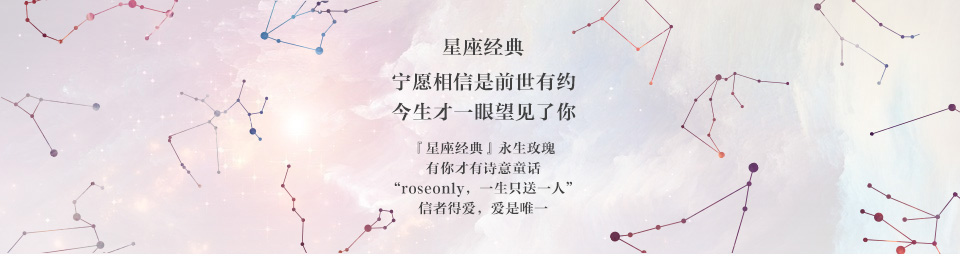 星座经典
宁愿相信是前世有约
今生才一眼望见了你
『星座经典』永生玫瑰
有你才有诗意童话
“roseonly，一生只送一人”
信者得爱，爱是唯一